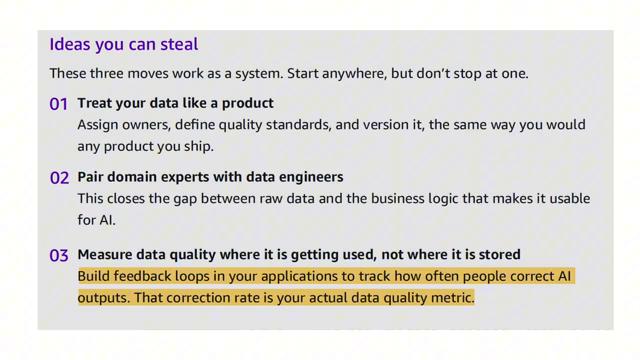 Ideas you can steal
These three moves work as a system. Start anywhere, but don't stop at one.
01 Treat your data like a product
Assign owners, define quality standards, and version it, the same way you would
any product you ship.
02 Pair domain experts with data engineers
This closes the gap between raw data and the business logic that makes it usable
for AI.
03 Measure data quality where it is getting used, not where it is stored
Build feedback loops in your applications to track how often people correct AI
outputs. That correction rate is your actual data quality metric.